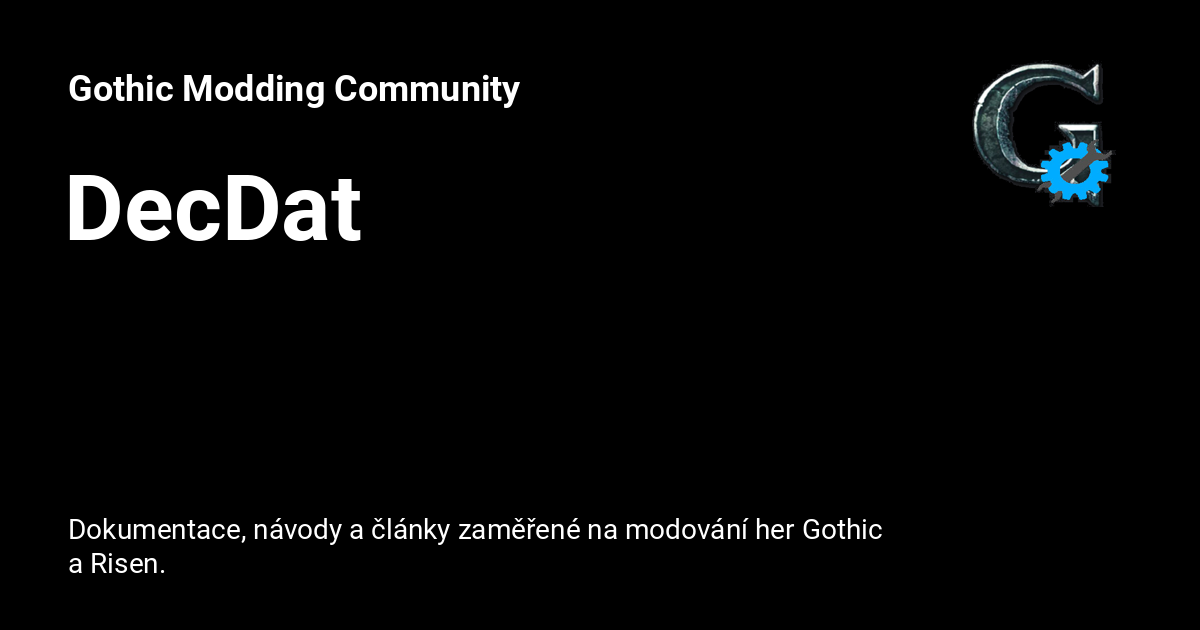 Gothic Modding Community
DecDat
Dokumentace, návody a články zaměřené na modování her Gothic
a Risen.